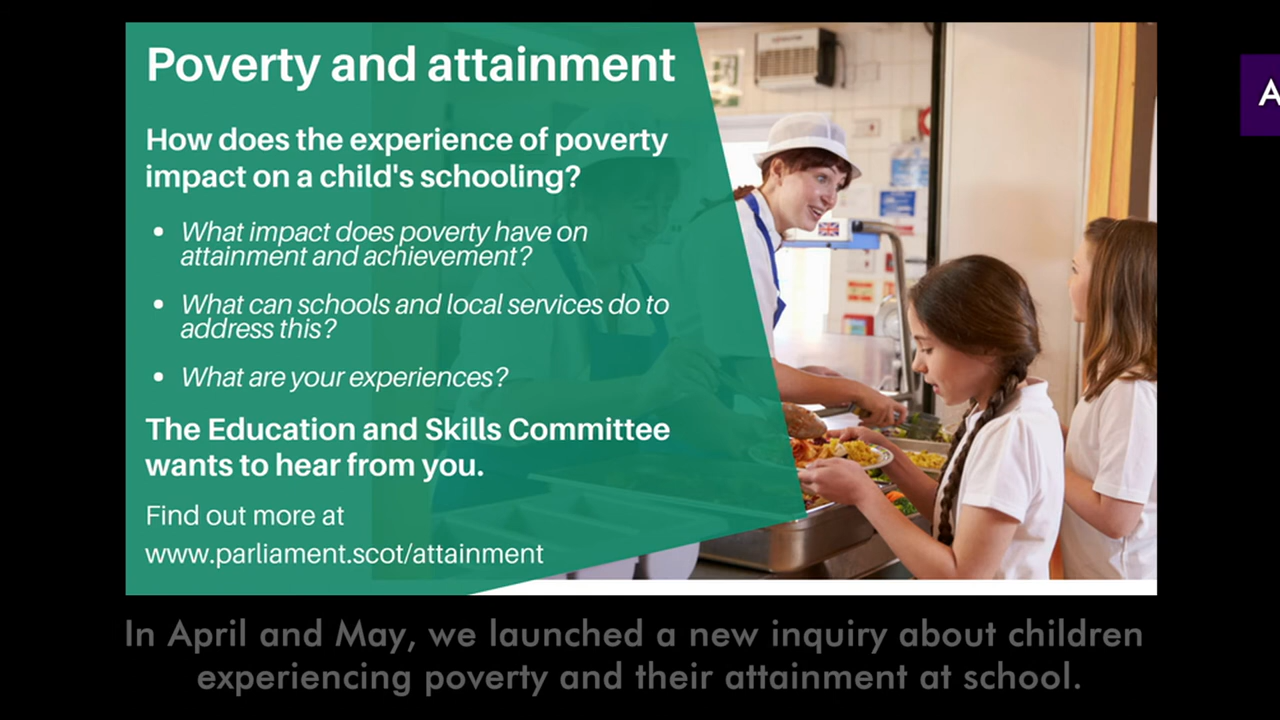 Poverty and attainment
How does the experience of poverty
impact on a child's schooling?
• What impact does poverty have on
attainment and achievement?
• What can schools and local services do to
address this?
• What are your experiences?
The Education and Skills Committee
wants to hear from you.
Find out more at
www.parliament.scot/attainment
A
In April and May, we launched a new inquiry about children
experiencing poverty and their attainment at school.